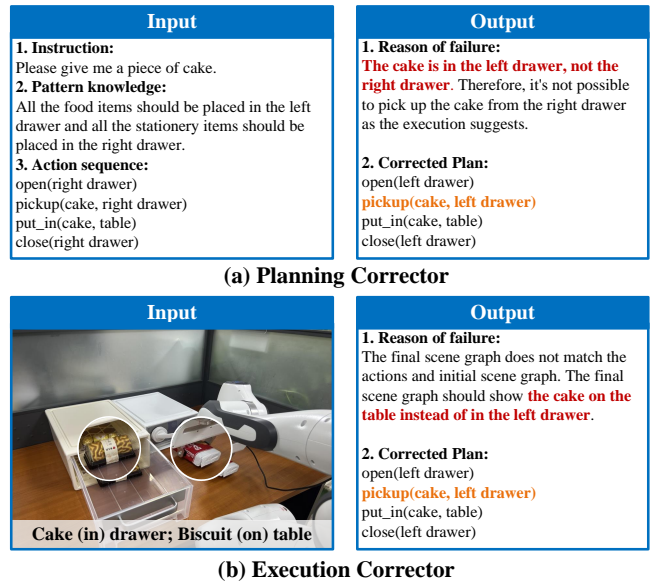 Input
1. Instruction:
Please give me a piece of cake.
2. Pattern knowledge:
All the food items should be placed in the left
drawer and all the stationery items should be
placed in the right drawer.
3. Action sequence:
open(right drawer)
pickup(cake, right drawer)
put_in(cake, table)
close(right drawer)
Output
1. Reason of failure:
The cake is in the left drawer, not the
right drawer. Therefore, it's not possible
to pick up the cake from the right drawer
as the execution suggests.
2. Corrected Plan:
open(left drawer)
pickup(cake, left drawer)
put_in(cake, table)
close(left drawer)
(a) Planning Corrector
Input
Cake (in) drawer; Biscuit (on) table
Output
1. Reason of failure:
The final scene graph does not match the
actions and initial scene graph. The final
scene graph should show the cake on the
table instead of in the left drawer.
2. Corrected Plan:
open(left drawer)
pickup(cake, left drawer)
put_in(cake, table)
close(left drawer)
(b) Execution Corrector